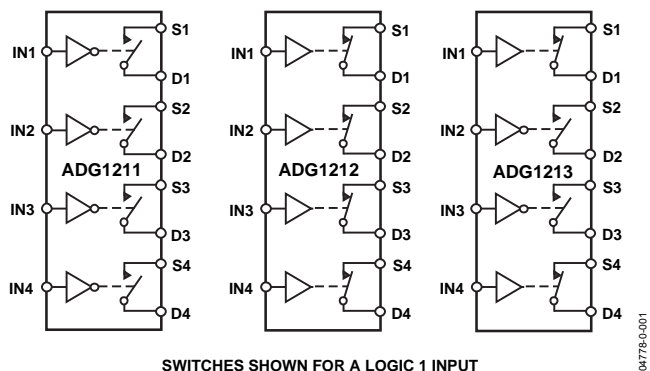 S1
IN1
D1
S2
IN2
D2
ADG1211
S3
IN3
D3
S4
IN4
D4
S1
IN1
D1
S2
IN2
D2
ADG1212
S3
IN3
D3
S4
IN4
D4
S1
IN1
D1
S2
IN2
D2
ADG1213
S3
IN3
D3
S4
IN4
D4
SWITCHES SHOWN FOR A LOGIC 1 INPUT
04778-0-001